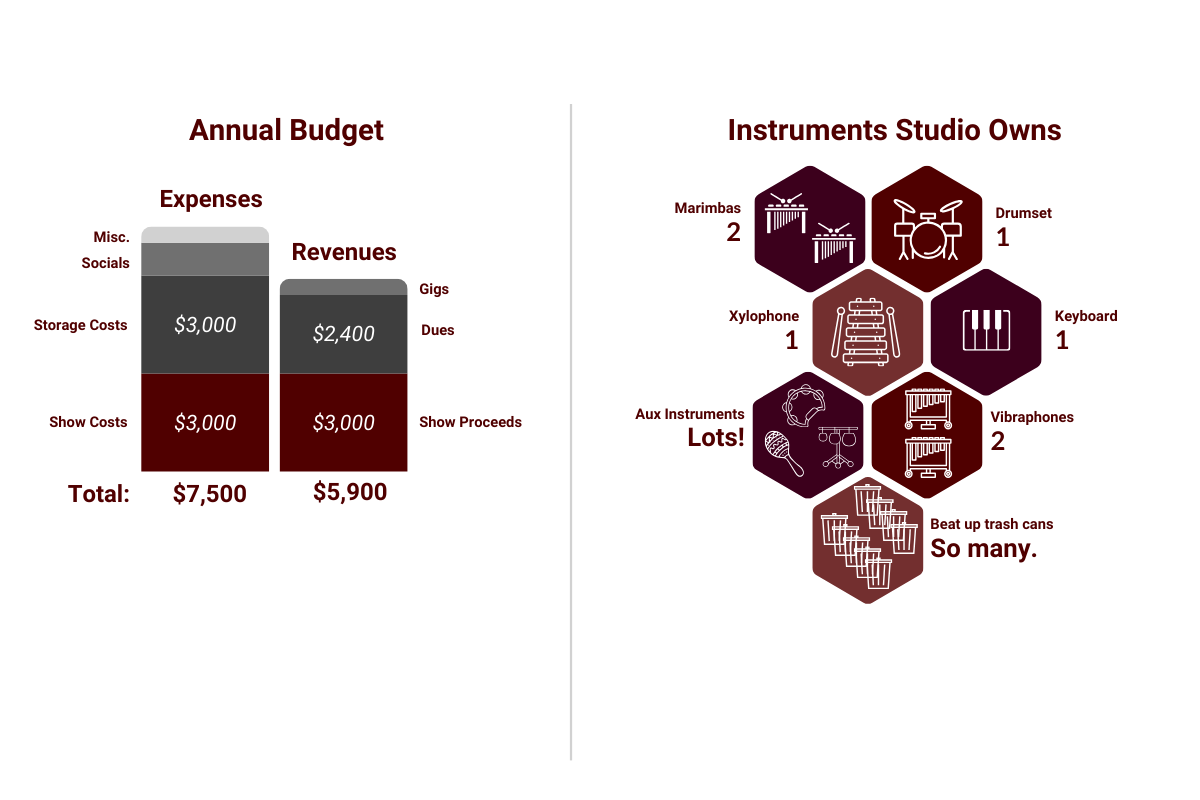 Annual Budget
Expenses
Misc.
Socials
Storage Costs
$3,000
Show Costs
$3,000
Revenues
Gigs
$2,400
Dues
$3,000
Show Proceeds
Total:
$7,500
$5,900
Instruments Studio Owns
Marimbas
2
Drumset
1
Xylophone
1
Keyboard
1
Aux Instruments
Lots!
Vibraphones
2
Beat up trash cans
So many.